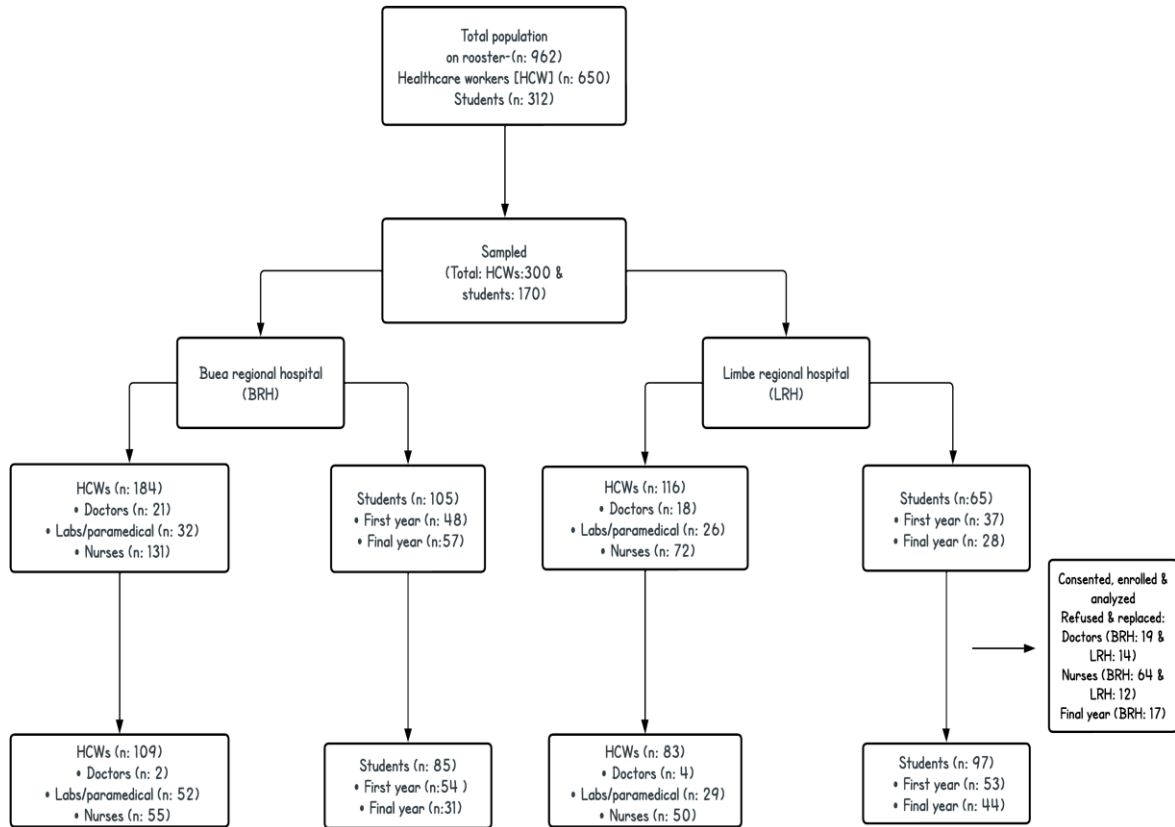 Total population
on rooster-(n: 962)
Healthcare workers [HCW] (n: 650)
Students (n: 312)
Sampled
(Total: HCWs:300 &
students: 170)
Buea regional hospital
(BRH)
Limbe regional hospital
(LRH)
HCWs (n: 184)
• Doctors (n: 21)
• Labs/paramedical (n: 32)
• Nurses (n: 131)
Students (n: 105)
• First year (n: 48)
• Final year (n:57)
HCWs (n: 116)
• Doctors (n: 18)
• Labs/paramedical (n: 26)
• Nurses (n: 72)
Students (n:65)
• First year (n: 37)
• Final year (n: 28)
Consented, enrolled &
analyzed
Refused & replaced:
Doctors (BRH: 19 &
LRH: 14)
Nurses (BRH: 64 &
LRH: 12)
Final year (BRH: 17)
HCWs (n: 109)
• Doctors (n: 2)
• Labs/paramedical (n: 52)
• Nurses (n: 55)
Students (n: 85)
• First year (n:54 )
• Final year (n:31)
HCWs (n: 83)
• Doctors (n: 4)
• Labs/paramedical (n: 29)
• Nurses (n: 50)
Students (n: 97)
• First year (n: 53)
• Final year (n: 44)